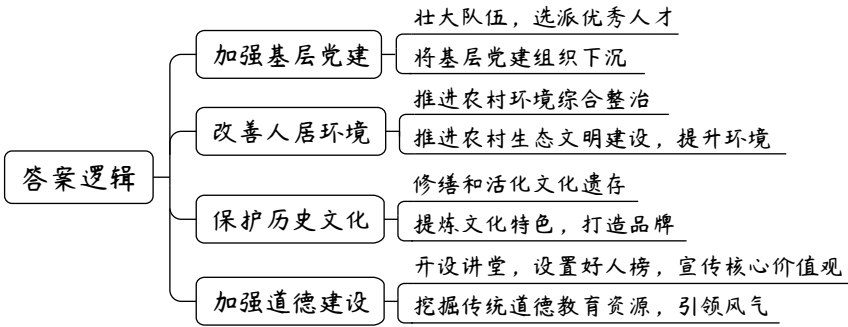 答案逻辑
加强基层党建
壮大队伍，选派优秀人才
将基层党建组织下沉
改善人居环境
推进农村环境综合整治
推进农村生态文明建设，提升环境
保护历史文化
修缮和活化文化遗存
提炼文化特色，打造品牌
加强道德建设
开设讲堂，设置好人榜，宣传核心价值观
挖掘传统道德教育资源，引领风气